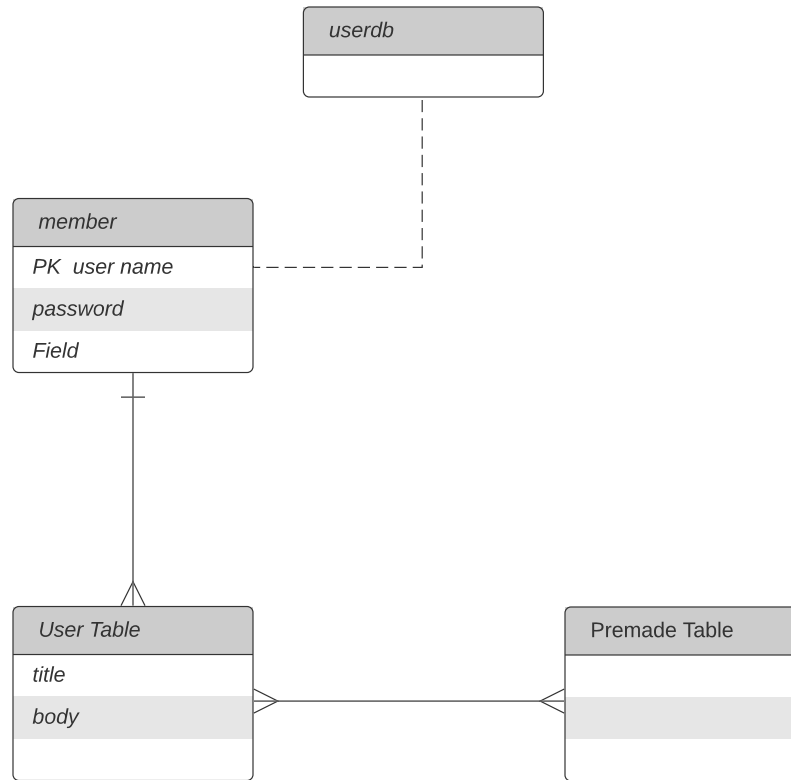 userdb
member
PK user name
password
Field
User Table
title
body
Premade Table